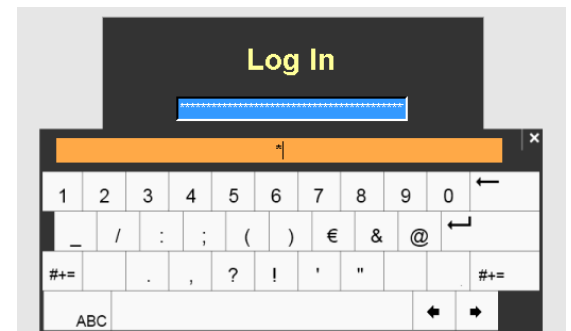 Log In
****************************************
*
×
1 2 3 4 5 6 7 8 9 0 ←
_ / : ; ( ) € & @ ↵
#+= . , ? ! ' " #+=
ABC ← →